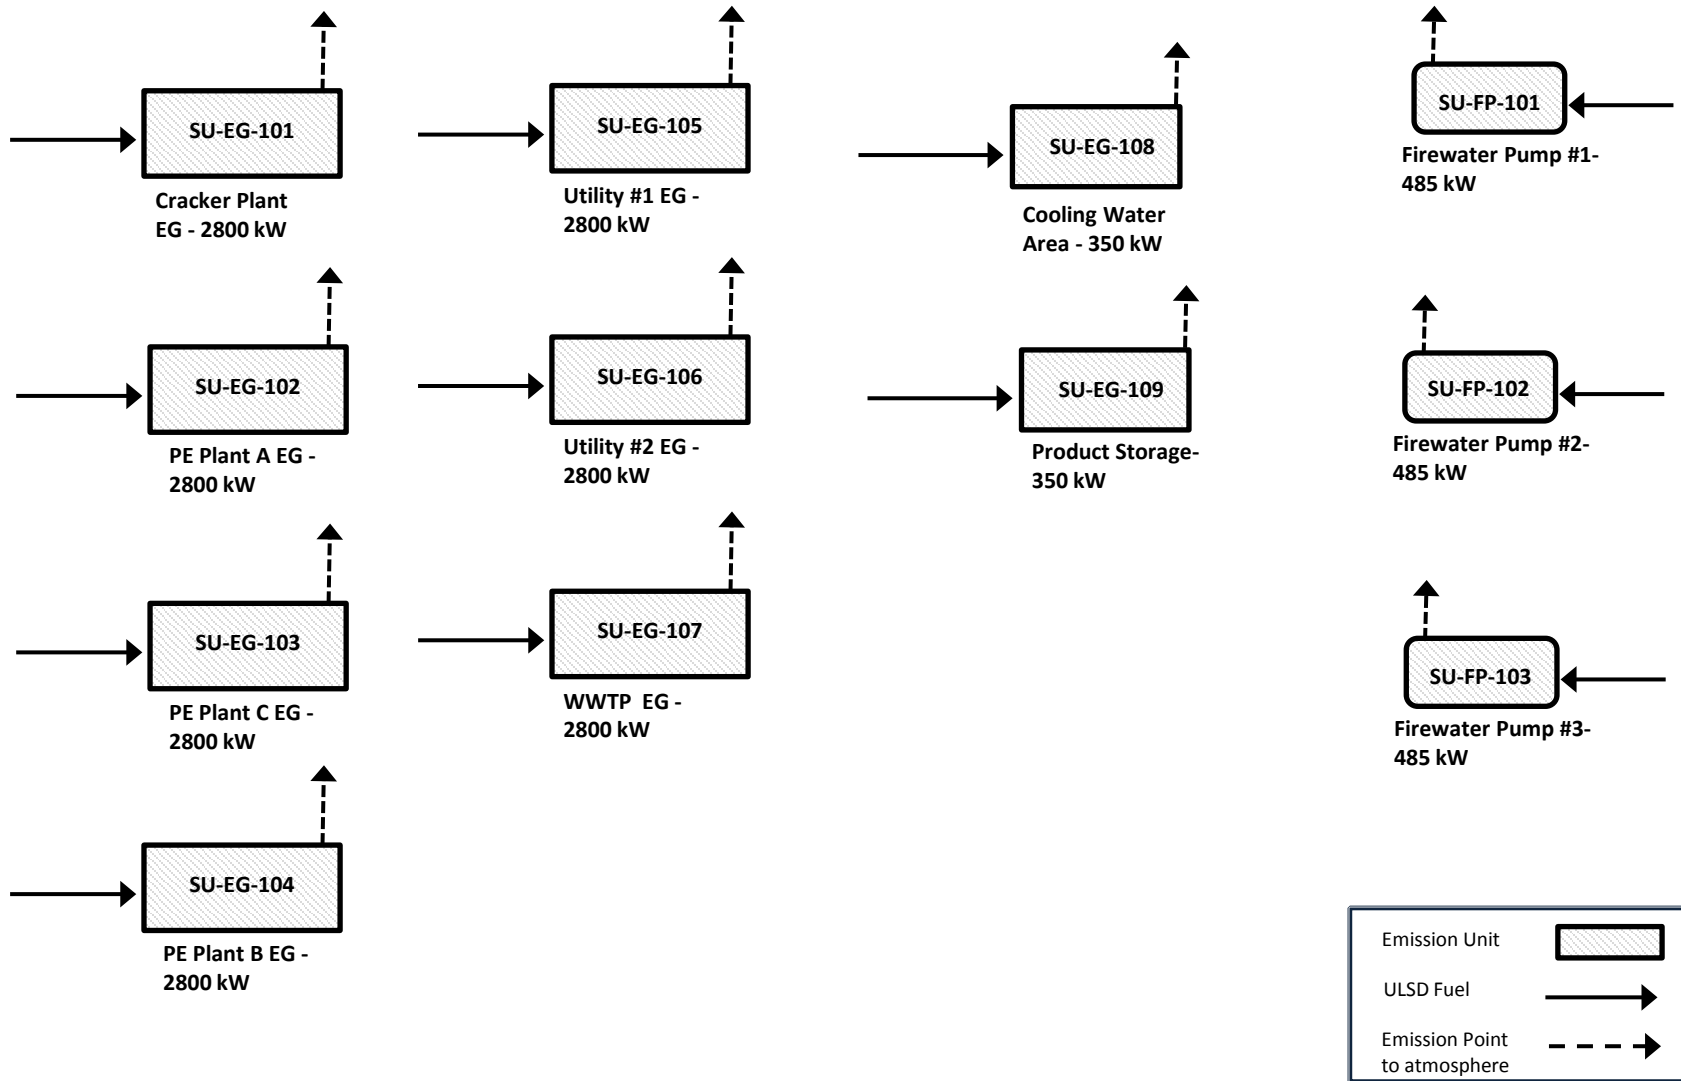 SU-EG-101
Cracker Plant
EG - 2800 kW
SU-EG-102
PE Plant A EG -
2800 kW
SU-EG-103
PE Plant C EG -
2800 kW
SU-EG-104
PE Plant B EG -
2800 kW
SU-EG-105
Utility #1 EG -
2800 kW
SU-EG-106
Utility #2 EG -
2800 kW
SU-EG-107
WWTP EG -
2800 kW
SU-EG-108
Cooling Water
Area - 350 kW
SU-EG-109
Product Storage-
350 kW
SU-FP-101
Firewater Pump #1-
485 kW
SU-FP-102
Firewater Pump #2-
485 kW
SU-FP-103
Firewater Pump #3-
485 kW
Emission Unit
ULSD Fuel
Emission Point
to atmosphere